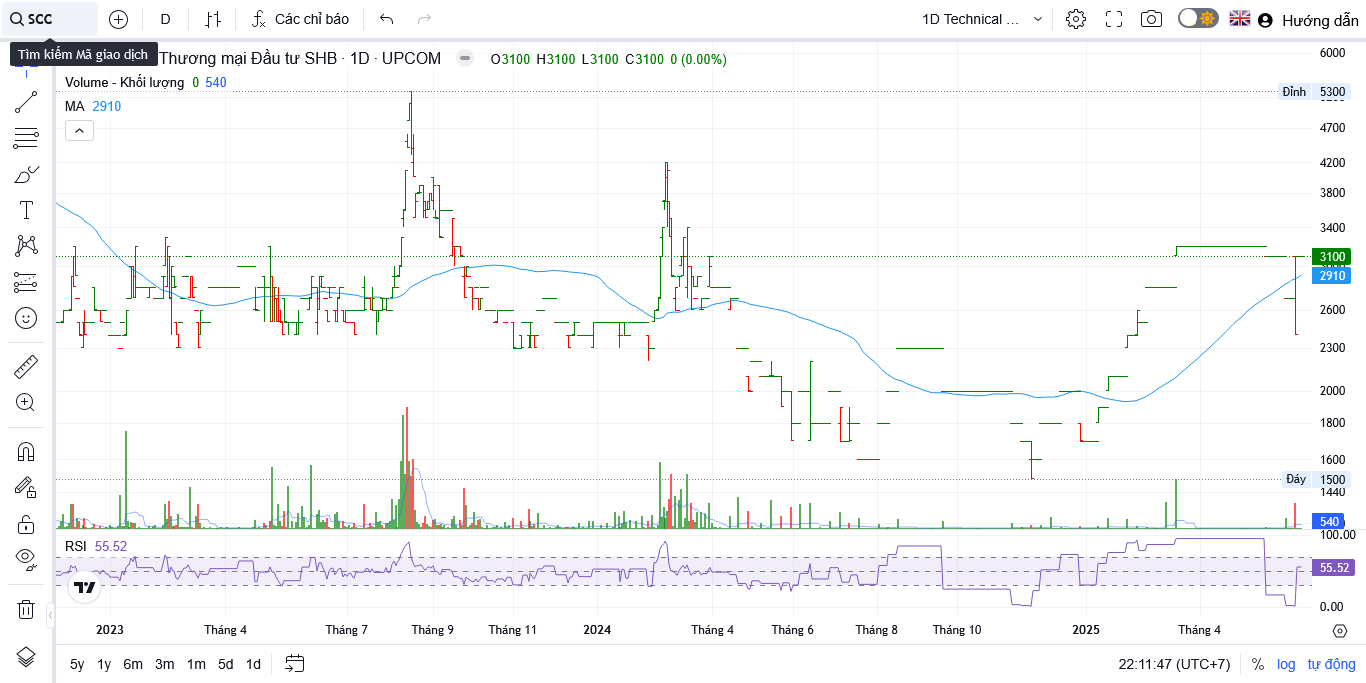 SCC
D
Các chỉ báo
1D Technical ...
Hướng dẫn
Tìm kiếm Mã giao dịch
Thương mại Đầu tư SHB · 1D · UPCOM
O3100 H3100 L3100 C3100 0 (0.00%)
Volume - Khối lượng 0 540
MA 2910
6000
Đỉnh 5300
4700
4200
3800
3400
3100
2910
2600
2300
2000
1800
1600
Đáy 1500
1440
540
RSI 55.52
100.00
55.52
0.00
2023 Tháng 4 Tháng 7 Tháng 9 Tháng 11 2024 Tháng 4 Tháng 6 Tháng 8 Tháng 10 2025 Tháng 4
5y 1y 6m 3m 1m 5d 1d
22:11:47 (UTC+7) % log tự động